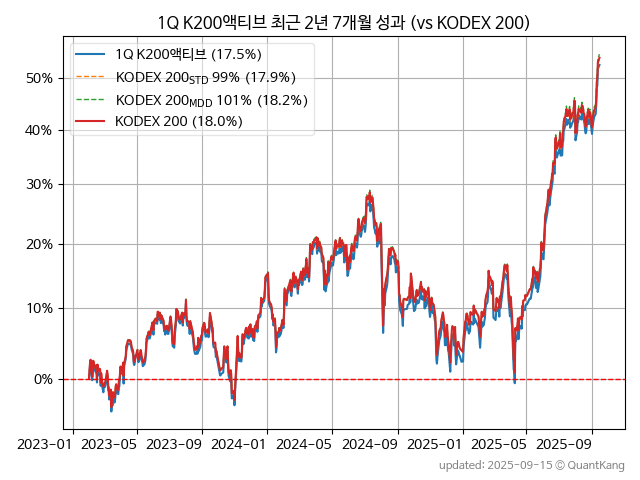 1Q K200액티브 최근 2년 7개월 성과 (vs KODEX 200)
1Q K200액티브 (17.5%)
KODEX 200STD 99% (17.9%)
KODEX 200MDD 101% (18.2%)
KODEX 200 (18.0%)
50%
40%
30%
20%
10%
0%
2023-01 2023-05 2023-09 2024-01 2024-05 2024-09 2025-01 2025-05 2025-09
updated: 2025-09-15 © QuantKang